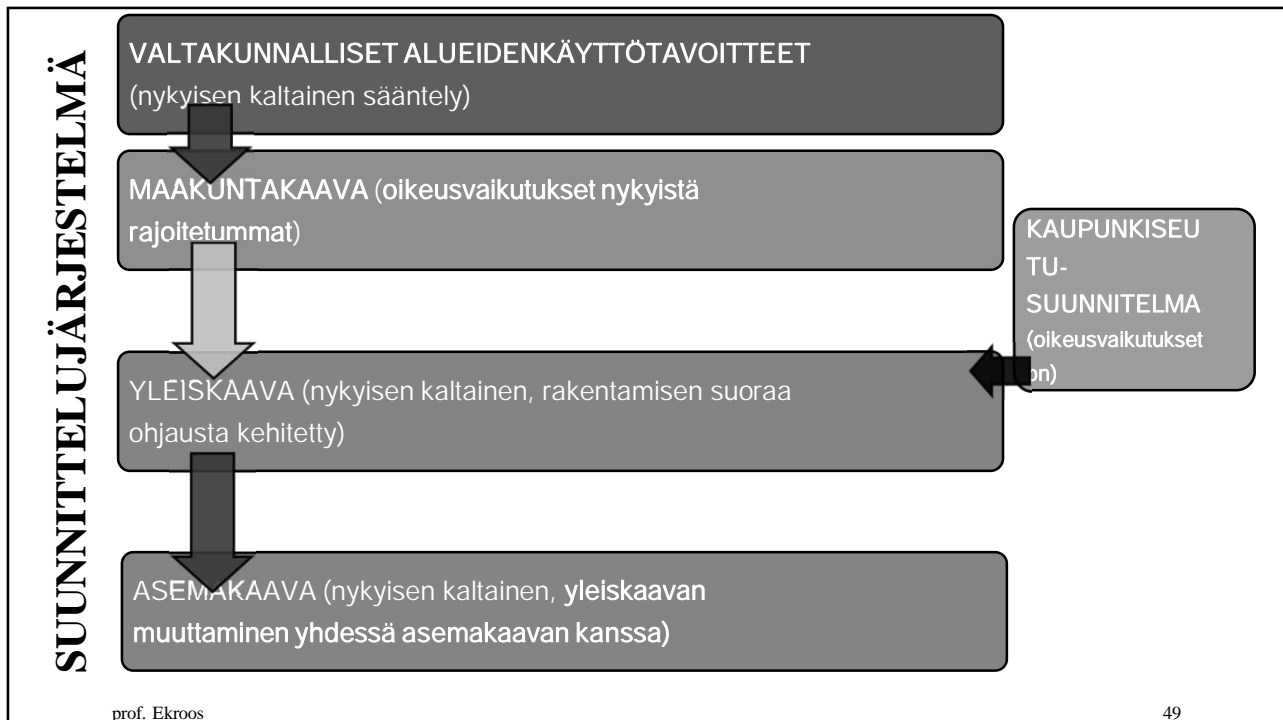 SUUNNITTELUJÄRJESTELMÄ
VALTAKUNNALLISET ALUEIDENKÄYTTÖTAVOITTEET
(nykyisen kaltainen sääntely)
MAAKUNTAKAAVA (oikeusvaikutukset nykyistä
rajoitetummat)
KAUPUNKISEU
TU-
SUUNNITELMA
(oikeusvaikutukset
on)
YLEISKAAVA (nykyisen kaltainen, rakentamisen suoraa
ohjausta kehitetty)
ASEMAKAAVA (nykyisen kaltainen, yleiskaavan
muuttaminen yhdessä asemakaavan kanssa)
prof. Ekroos
49